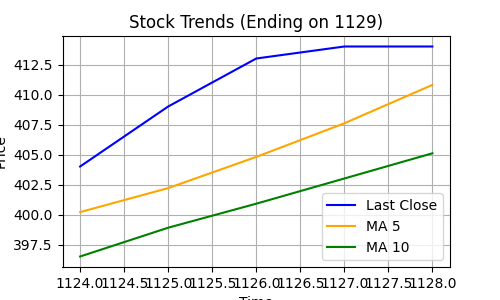 Stock Trends (Ending on 1129)
Price
412.5
410.0
407.5
405.0
402.5
400.0
397.5
Last Close
MA 5
MA 10
1124.0 1124.5 1125.0 1125.5 1126.0 1126.5 1127.0 1127.5 1128.0
Time